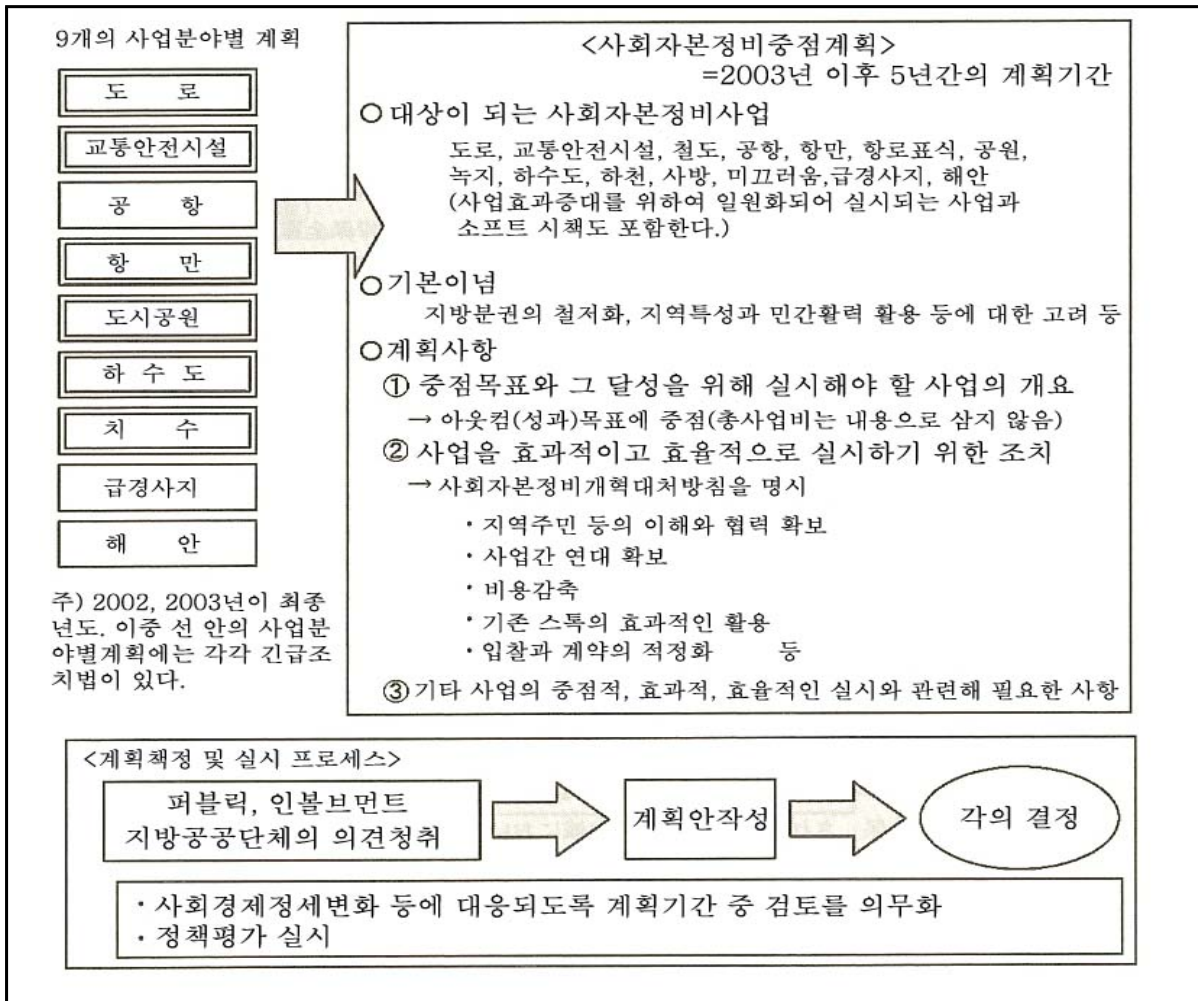 9개의 사업분야별 계획
도 로
교통안전시설
공 항
항 만
도시공원
하 수 도
치 수
급경사지
해 안
주) 2002, 2003년이 최종
년도. 이중 선 안의 사업분
야별계획에는 각각 긴급조
치법이 있다.
<사회자본정비중점계획>
=2003년 이후 5년간의 계획기간
○ 대상이 되는 사회자본정비사업
도로, 교통안전시설, 철도, 공항, 항만, 항로표식, 공원,
녹지, 하수도, 하천, 사방, 미끄러움,급경사지, 해안
(사업효과증대를 위하여 일원화되어 실시되는 사업과
소프트 시책도 포함한다.)
○ 기본이념
지방분권의 철저화, 지역특성과 민간활력 활용 등에 대한 고려 등
○ 계획사항
① 중점목표와 그 달성을 위해 실시해야 할 사업의 개요
→ 아웃컴(성과)목표에 중점(총사업비는 내용으로 삼지 않음)
② 사업을 효과적이고 효율적으로 실시하기 위한 조치
→ 사회자본정비개혁대처방침을 명시
· 지역주민 등의 이해와 협력 확보
· 사업간 연대 확보
· 비용감축
· 기존 스톡의 효과적인 활용
· 입찰과 계약의 적정화 등
③ 기타 사업의 중점적, 효과적, 효율적인 실시와 관련해 필요한 사항
<계획책정 및 실시 프로세스>
퍼블릭, 인볼브먼트
지방공공단체의 의견청취
계획안작성
각의 결정
· 사회경제정세변화 등에 대응되도록 계획기간 중 검토를 의무화
· 정책평가 실시